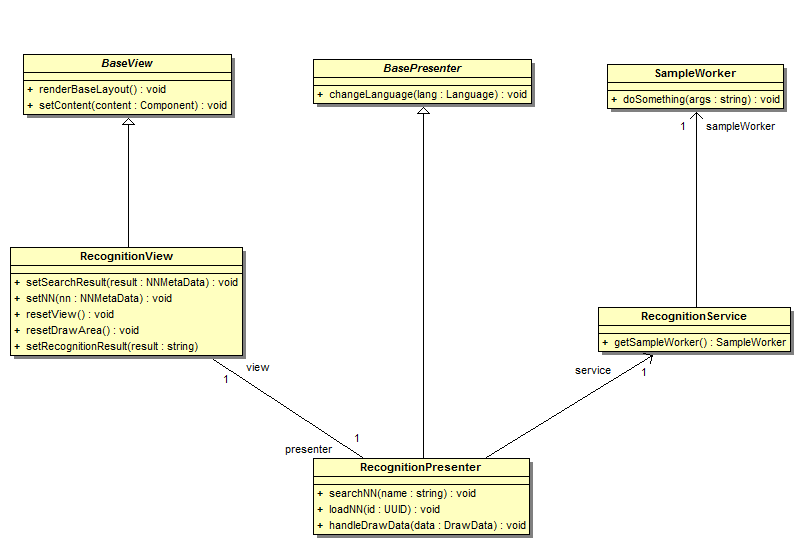 BaseView
+ renderBaseLayout() : void
+ setContent(content : Component) : void
BasePresenter
+ changeLanguage(lang : Language) : void
SampleWorker
+ doSomething(args : string) : void
1
sampleWorker
RecognitionView
+ setSearchResult(result : NNMetaData) : void
+ setNN(nn : NNMetaData) : void
+ resetView() : void
+ resetDrawArea() : void
+ setRecognitionResult(result : string)
RecognitionService
+ getSampleWorker() : SampleWorker
view
1
service
1
1
presenter
RecognitionPresenter
+ searchNN(name : string) : void
+ loadNN(id : UUID) : void
+ handleDrawData(data : DrawData) : void